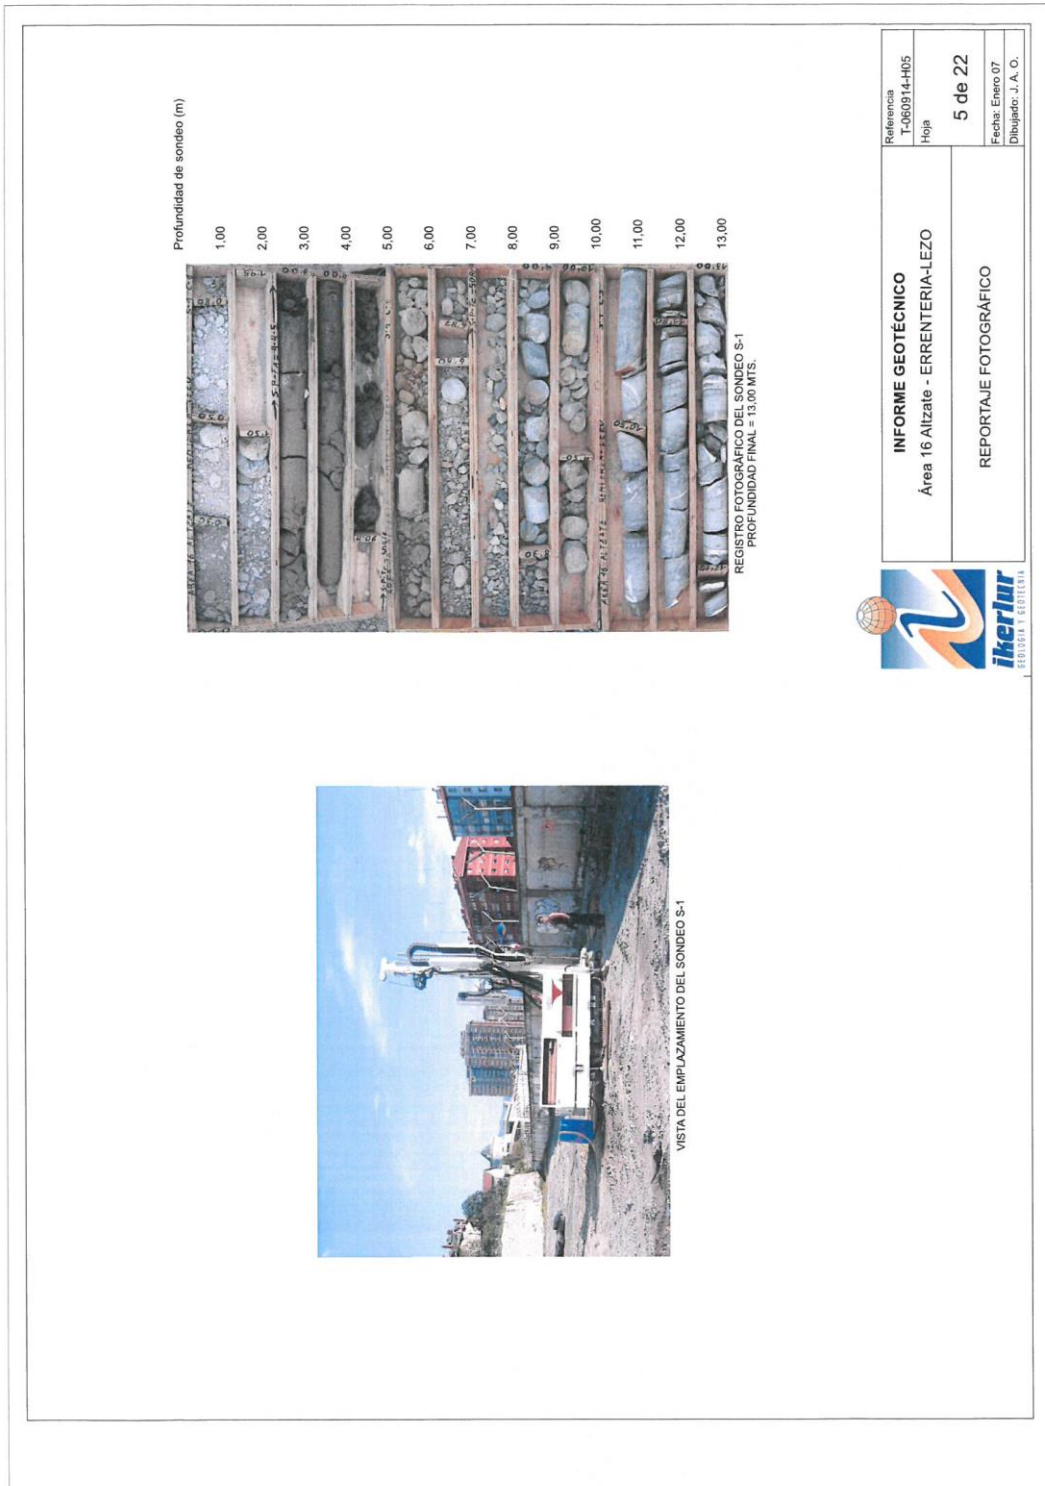 Profundidad de sondeo (m)
1,00
2,00
3,00
4,00
5,00
6,00
7,00
8,00
9,00
10,00
11,00
12,00
13,00
REGISTRO FOTOGRÁFICO DEL SONDEO S-1
PROFUNDIDAD FINAL = 13,00 MTS.
VISTA DEL EMPLAZAMIENTO DEL SONDEO S-1
ikerlur
GEOLOGIA Y GEOTECNIA
INFORME GEOTÉCNICO
Área 16 Altzate - ERRENTERIA-LEZO
REPORTAJE FOTOGRÁFICO
Referencia
T-060914-H05
Hoja
5 de 22
Fecha: Enero 07
Dibujado: J. A. O.